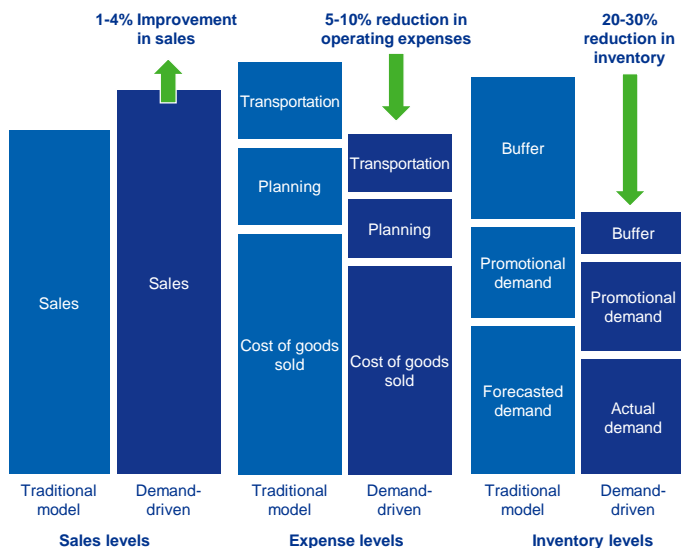 1-4% Improvement
in sales
5-10% reduction in
operating expenses
20-30%
reduction in
inventory
Sales
Sales
Transportation
Planning
Cost of goods
sold
Transportation
Planning
Cost of goods
sold
Buffer
Promotional
demand
Forecasted
demand
Buffer
Promotional
demand
Actual
demand
Traditional
model
Demand-
driven
Traditional
model
Demand-
driven
Traditional
model
Demand-
driven
Sales levels
Expense levels
Inventory levels